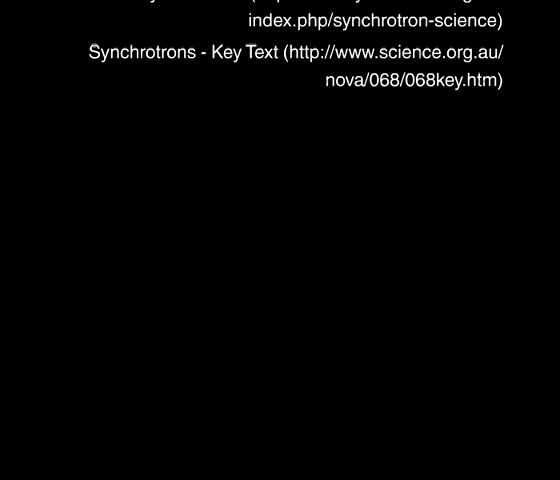 index.php/synchrotron-science)
Synchrotrons - Key Text (http://www.science.org.au/
nova/068/068key.htm)